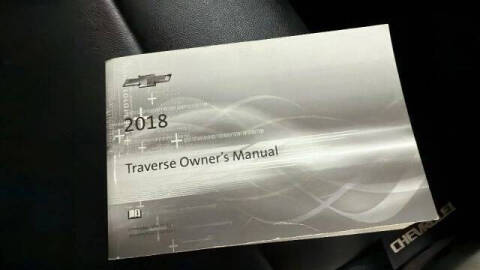 2018
Traverse Owner's Manual
CHEVROLET